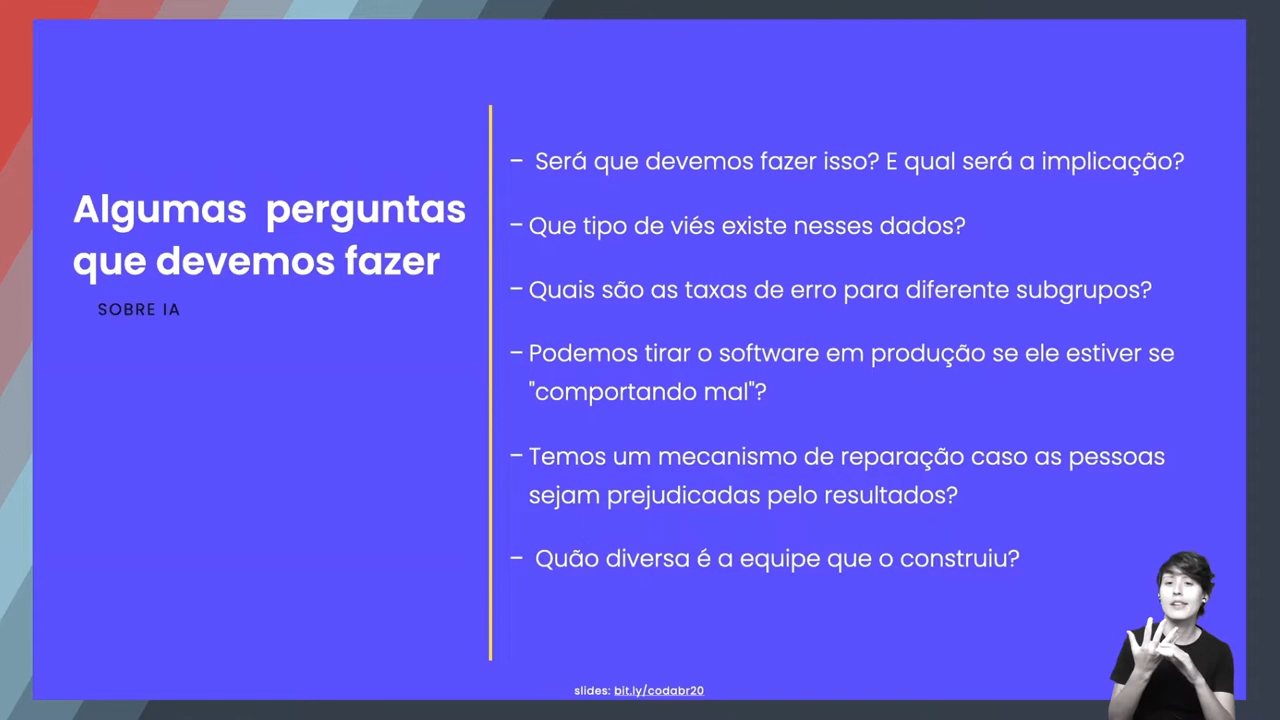 Algumas perguntas
que devemos fazer
SOBRE IA
– Será que devemos fazer isso? E qual será a implicação?
– Que tipo de viés existe nesses dados?
– Quais são as taxas de erro para diferente subgrupos?
– Podemos tirar o software em produção se ele estiver se
"comportando mal"?
– Temos um mecanismo de reparação caso as pessoas
sejam prejudicadas pelo resultados?
– Quão diversa é a equipe que o construiu?
slides: bit.ly/codabr20